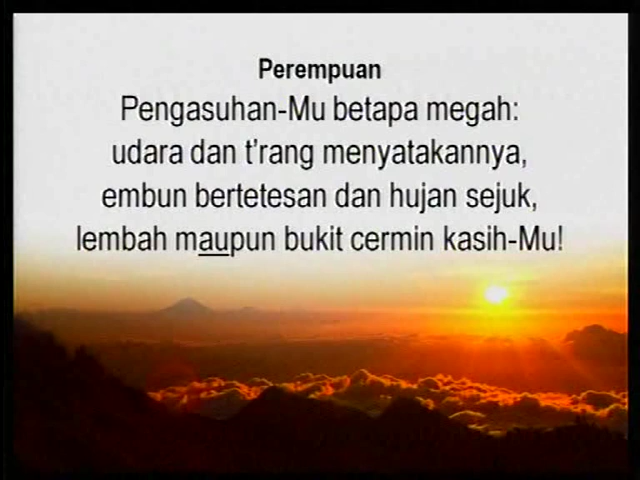 Perempuan
Pengasuhan-Mu betapa megah:
udara dan t'rang menyatakannya,
embun bertetesan dan hujan sejuk,
lembah maupun bukit cermin kasih-Mu!